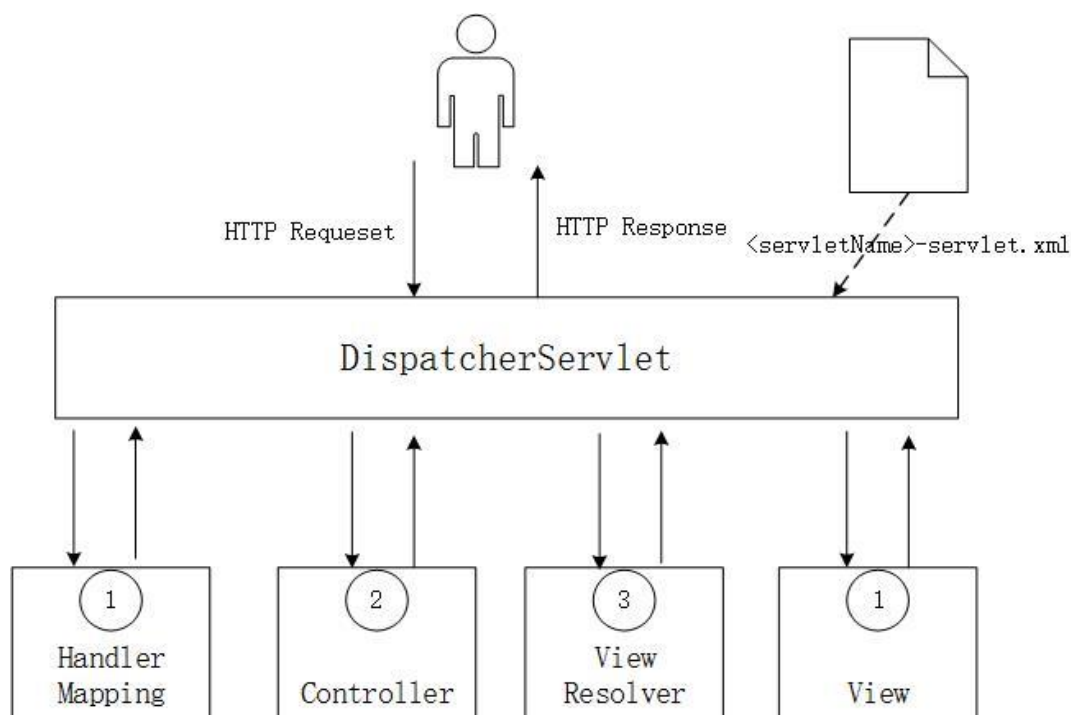 HTTP Requeset
HTTP Response
<servletName>-servlet.xml
DispatcherServlet
1
2
3
1
Handler
Mapping
Controller
View
Resolver
View